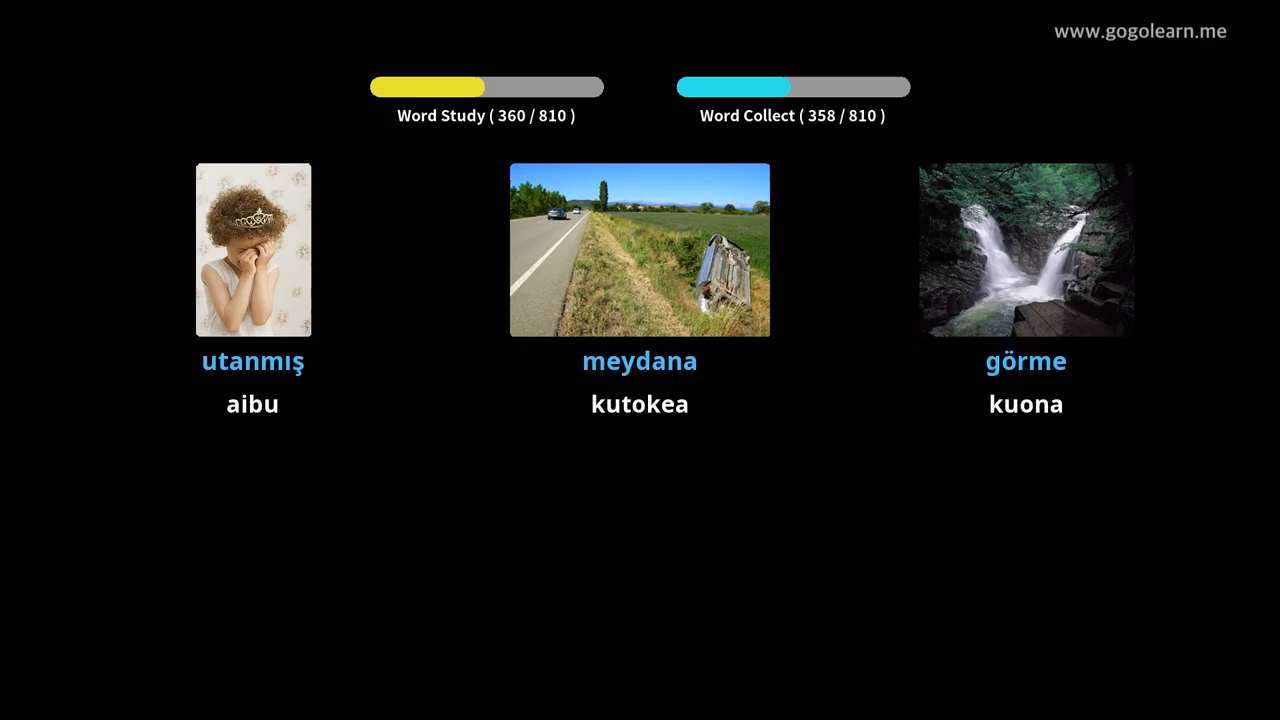 www.gogolearn.me
Word Study ( 360 / 810 )
Word Collect ( 358 / 810 )
utanmış
aibu
meydana
kutokea
görme
kuona